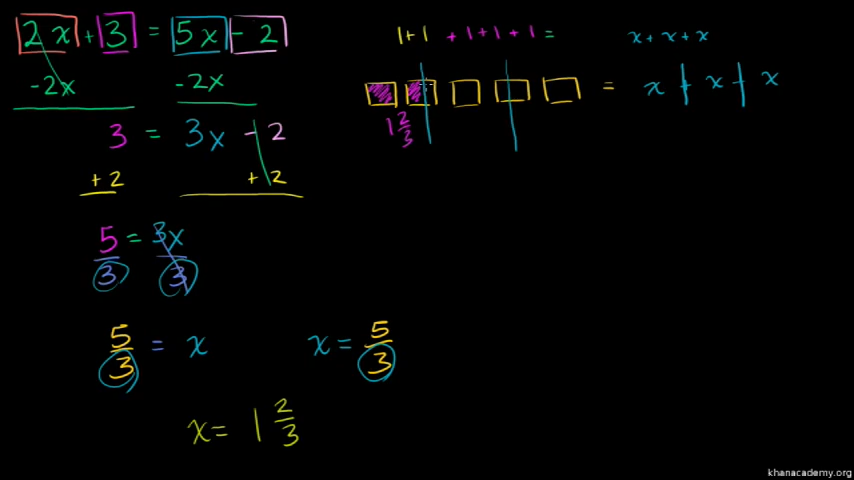 2x + 3 = 5x - 2
-2x -2x
3 = 3x - 2
+2 +2
5/3 = 3x/3
5/3 = x
x = 5/3
x = 1 2/3
1+1 +1+1+1=
x+x+x
= x + x + x
1 2/3
khanacademy.org